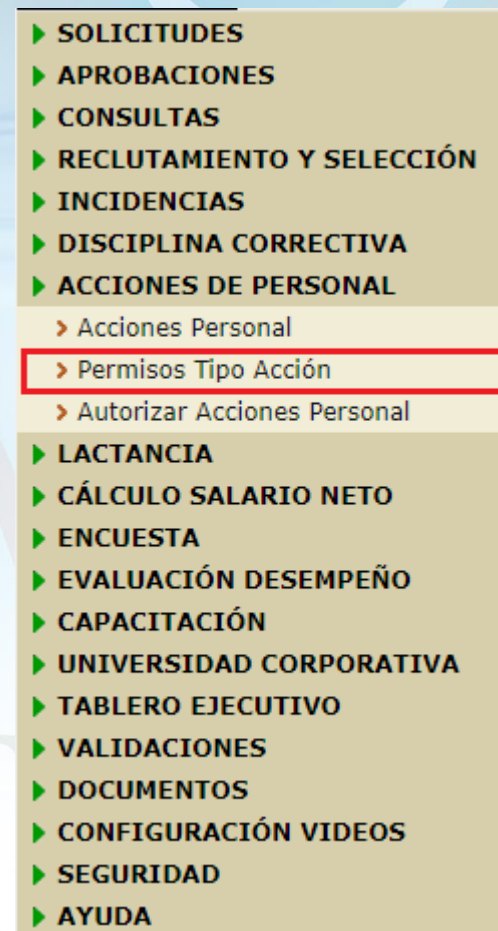 SOLICITUDES
APROBACIONES
CONSULTAS
RECLUTAMIENTO Y SELECCIÓN
INCIDENCIAS
DISCIPLINA CORRECTIVA
ACCIONES DE PERSONAL
Acciones Personal
Permisos Tipo Acción
Autorizar Acciones Personal
LACTANCIA
CÁLCULO SALARIO NETO
ENCUESTA
EVALUACIÓN DESEMPEÑO
CAPACITACIÓN
UNIVERSIDAD CORPORATIVA
TABLERO EJECUTIVO
VALIDACIONES
DOCUMENTOS
CONFIGURACIÓN VIDEOS
SEGURIDAD
AYUDA